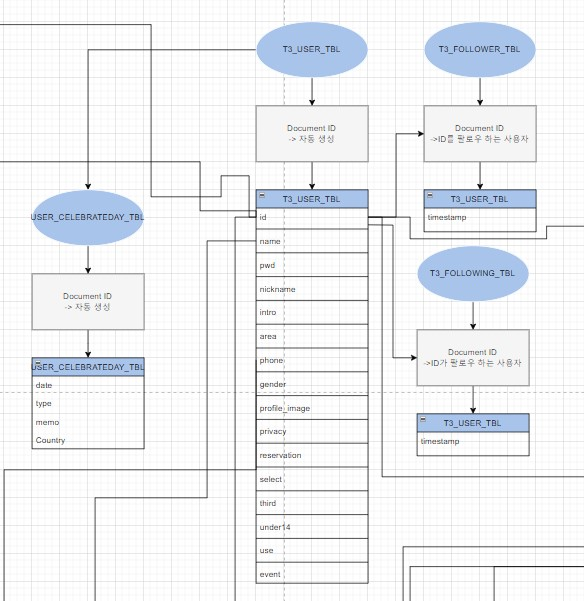 T3_USER_TBL
T3_FOLLOWER_TBL
Document ID
-> 자동 생성
Document ID
->ID를 팔로우 하는 사용자
T3_USER_TBL
id
name
pwd
nickname
intro
area
phone
gender
profile_image
privacy
reservation
select
third
under14
use
event
T3_USER_TBL
timestamp
USER_CELEBRATEDAY_TBL
Document ID
-> 자동 생성
USER_CELEBRATEDAY_TBL
date
type
memo
Country
T3_FOLLOWING_TBL
Document ID
->ID가 팔로우 하는 사용자
T3_USER_TBL
timestamp